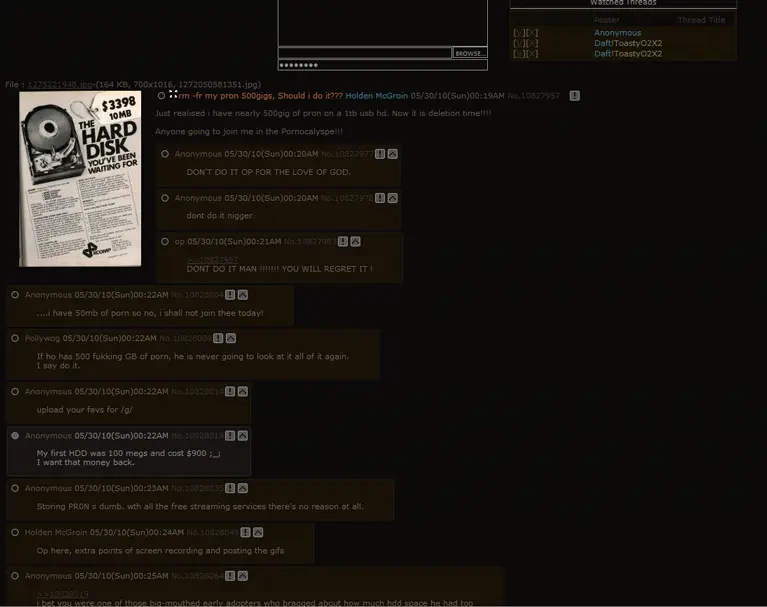 Watched Threads
Poster Thread Title
[V][X] Anonymous
[V][X] Daft!ToastyO2X2
[V][X] Daft!ToastyO2X2
BROWSE...
File : 1275221940.jpg-(164 KB, 700x1016, 1272050581351.jpg)
rm -fr my pron 500gigs, Should i do it??? Holden McGroin 05/30/10(Sun)00:19AM No.10827957
$3398
10MB
THE
HARD
DISK
YOU'VE BEEN
WAITING FOR
XCOMP
Just realised i have nearly 500gig of pron on a 1tb usb hd. Now it is deletion time!!!!
Anyone going to join me in the Pornocalyspe!!!
Anonymous 05/30/10(Sun)00:20AM No.10827977
DON'T DO IT OP FOR THE LOVE OF GOD.
Anonymous 05/30/10(Sun)00:20AM
dont do it nigger
op 05/30/10(Sun)00:21AM No.10827993
>>10827957
DONT DO IT MAN !!!!!!! YOU WILL REGRET IT !
Anonymous 05/30/10(Sun)00:22AM No.10828004
....i have 50mb of porn so no, i shall not join thee today!
Pollywog 05/30/10(Sun)00:22AM
If ho has 500 fukking GB of porn, he is never going to look at it all of it again.
I say do it.
Anonymous 05/30/10(Sun)00:22AM No.10828014
upload your favs for /g/
Anonymous 05/30/10(Sun)00:22AM No.10828019
My first HDD was 100 megs and cost $900 ;_;
I want that money back.
Anonymous 05/30/10(Sun)00:23AM No.10828035
Storing PR0N s dumb. wth all the free streaming services there's no reason at all.
Holden McGroin 05/30/10(Sun)00:24AM No.10828049
Op here, extra points of screen recording and posting the gifs
Anonymous 05/30/10(Sun)00:25AM No.10828064
>>10828019
i bet you were one of those big-mouthed early adopters who bragged about how much hdd space he had too